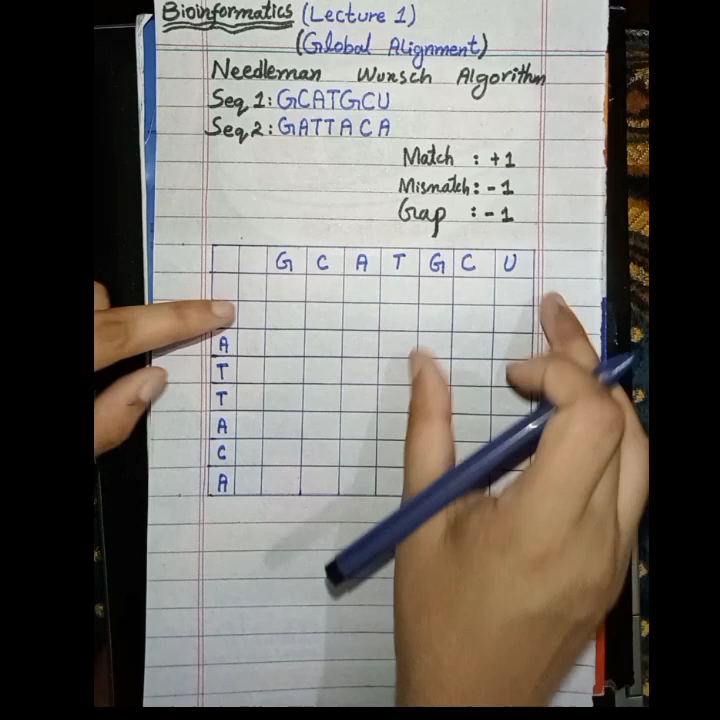 Bioinformatics (Lecture 1)
(Global Alignment)
Needleman Wunsch Algorithm
Seq 1: GCATGCU
Seq 2: GATTACA
Match : +1
Mismatch : -1
Gap : -1
G C A T G C U
A
T
T
A
C
A